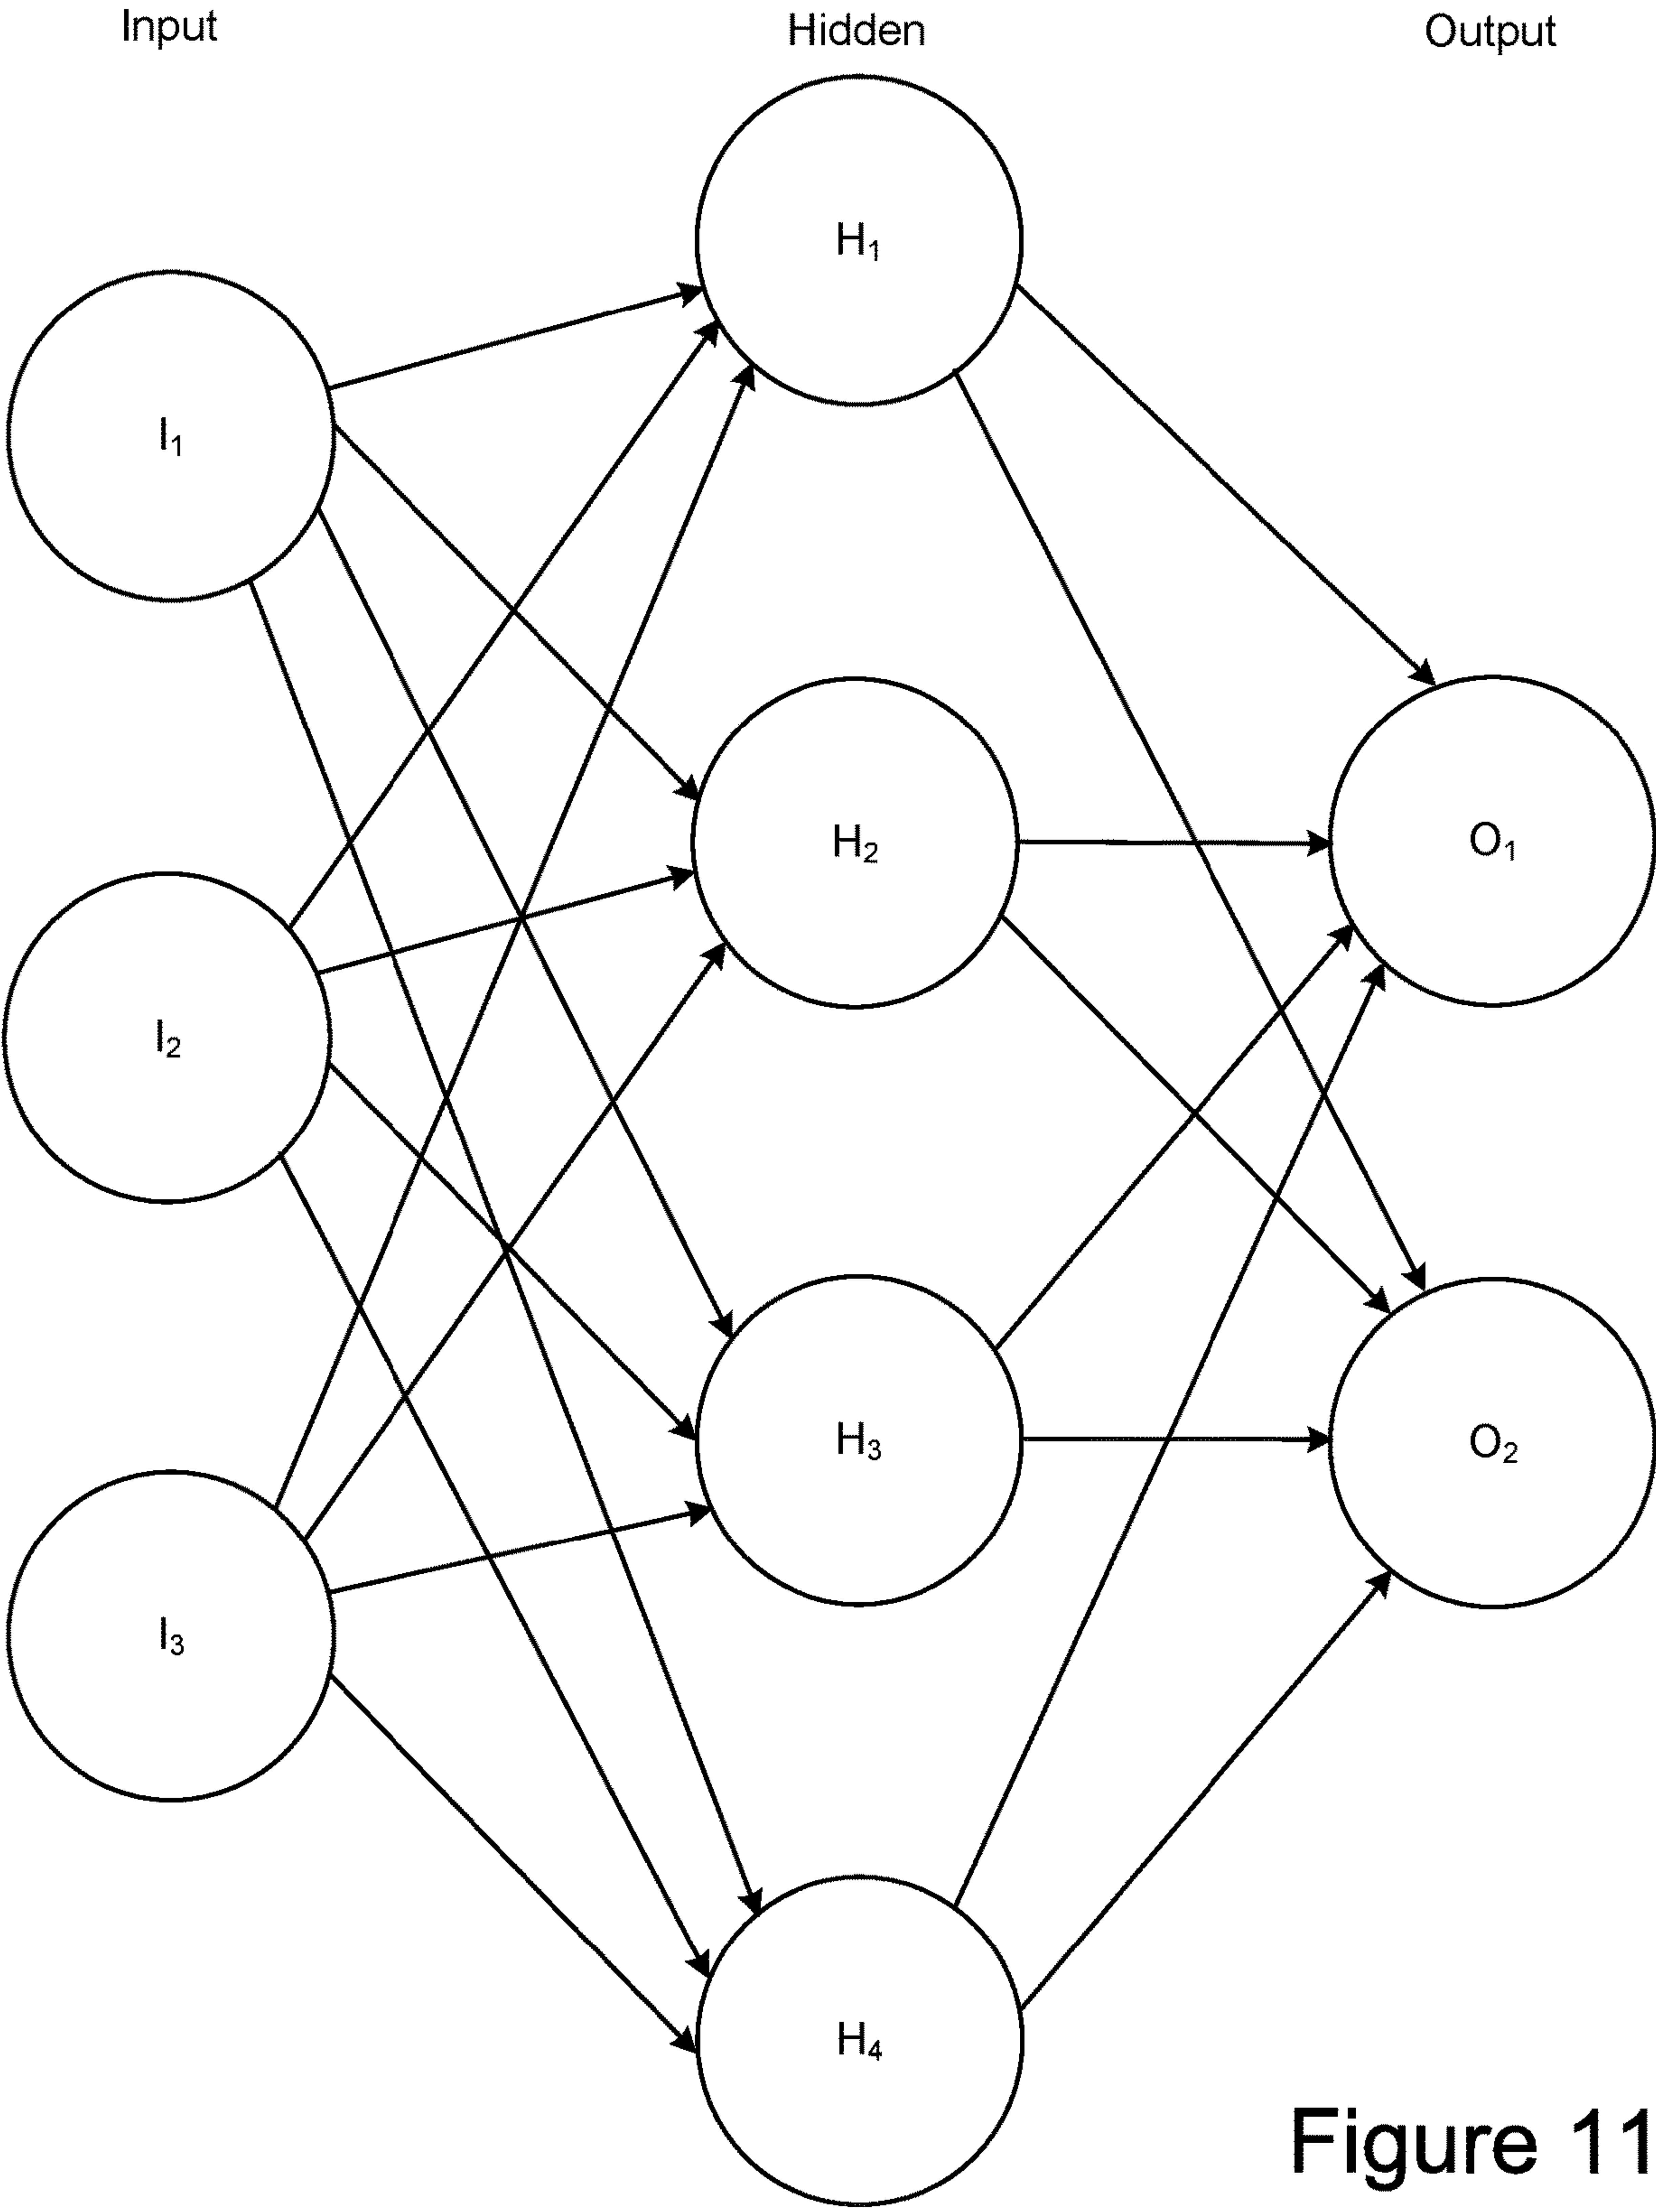 Input Hidden Output
H₁
I₁
H₂ O₁
I₂
H₃ O₂
I₃
H₄
Figure 11